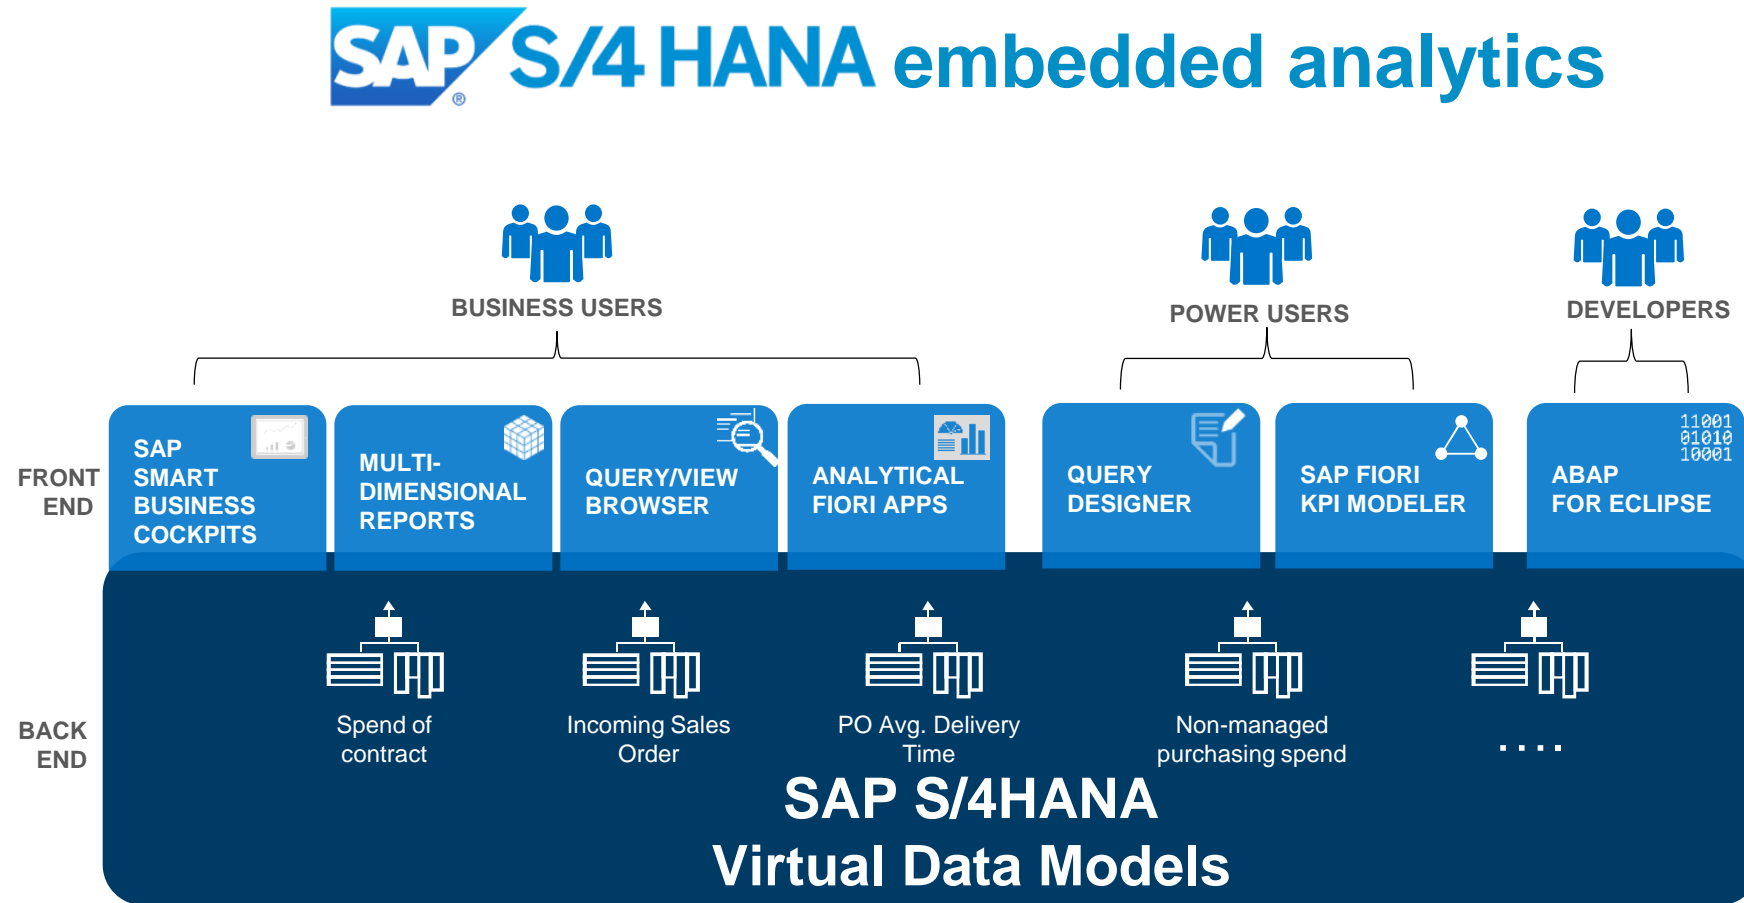 SAP S/4 HANA embedded analytics
®
BUSINESS USERS
POWER USERS
DEVELOPERS
FRONT
END
SAP
SMART
BUSINESS
COCKPITS
MULTI-
DIMENSIONAL
REPORTS
QUERY/VIEW
BROWSER
ANALYTICAL
FIORI APPS
QUERY
DESIGNER
SAP FIORI
KPI MODELER
11001
01010
10001
ABAP
FOR ECLIPSE
BACK
END
Spend of
contract
Incoming Sales
Order
PO Avg. Delivery
Time
Non-managed
purchasing spend
....
SAP S/4HANA
Virtual Data Models